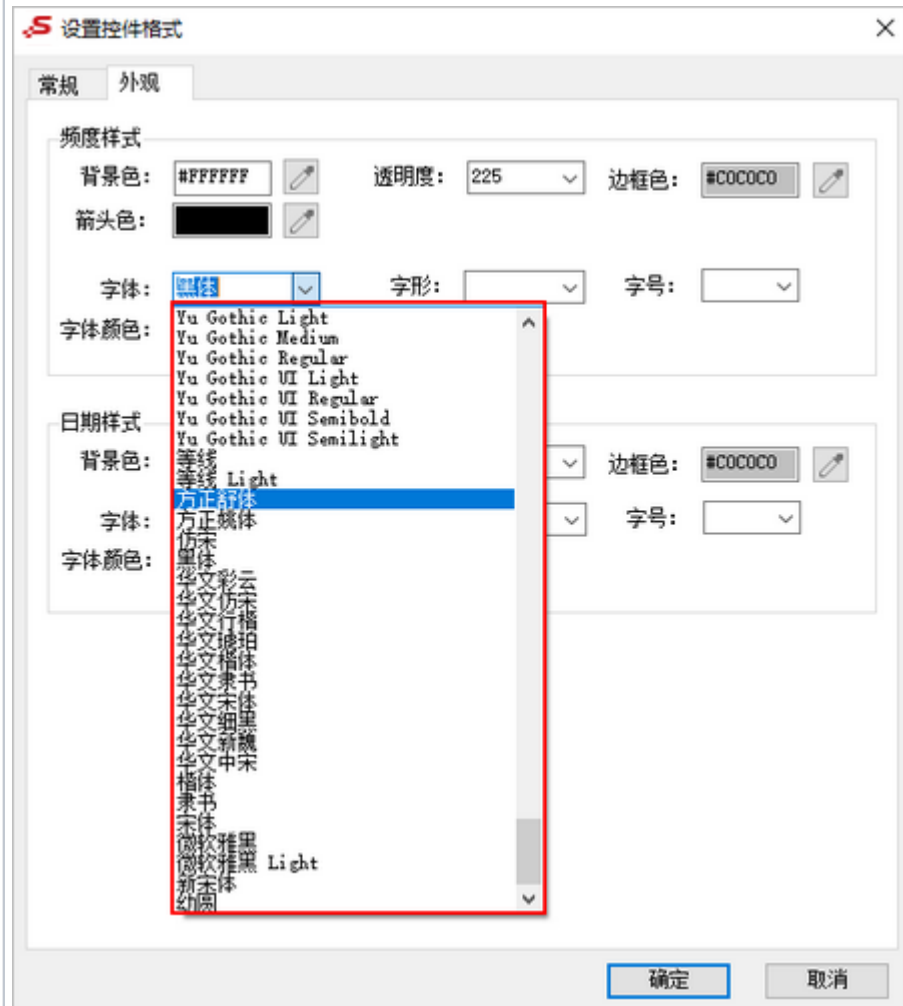 设置控件格式
常规 外观
频度样式
背景色： #FFFFFF 透明度： 225 边框色： #C0C0C0
箭头色：
字体： 黑体 字形： 字号：
字体颜色：
Yu Gothic Light
Yu Gothic Medium
Yu Gothic Regular
Yu Gothic UI Light
Yu Gothic UI Regular
Yu Gothic UI Semibold
Yu Gothic UI Semilight
等线
等线 Light
方正舒体
方正姚体
仿宋
黑体
华文彩云
华文仿宋
华文行楷
华文琥珀
华文楷体
华文隶书
华文宋体
华文细黑
华文新魏
华文中宋
楷体
隶书
宋体
微软雅黑
微软雅黑 Light
新宋体
幼圆
日期样式
背景色： 边框色： #C0C0C0
字体： 字号：
字体颜色：
确定 取消